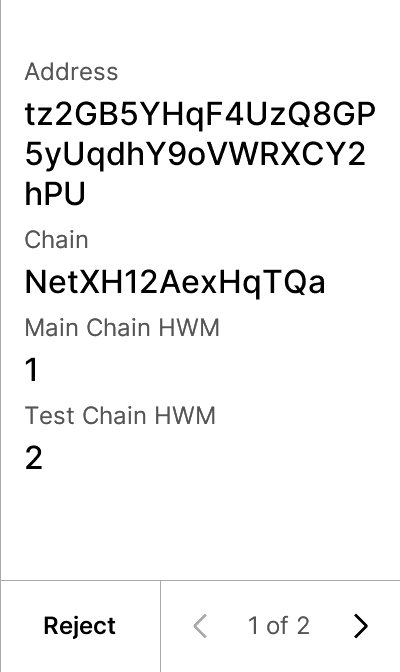 Address
tz2GB5YHqF4UzQ8GP
5yUqdhY9oVWRXCY2
hPU
Chain
NetXH12AexHqTQa
Main Chain HWM
1
Test Chain HWM
2
Reject
1 of 2